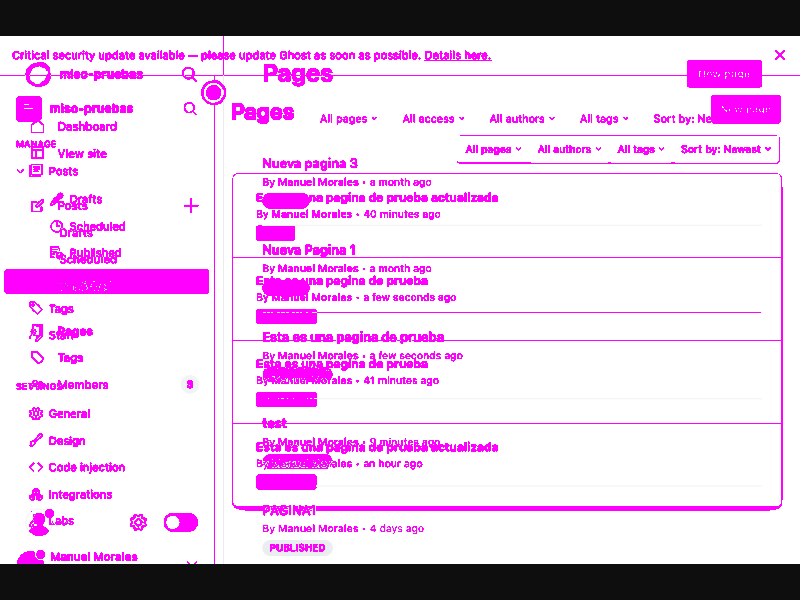 Critical security update available — please update Ghost as soon as possible. Details here.
miso-pruebas
Pages
New page
miso-pruebas
Pages
New page
All pages
All access
All authors
All tags
Sort by: Ne
Dashboard
MANAGE
View site
All pages
All authors
All tags
Sort by: Newest
Posts
Nueva pagina 3
By Manuel Morales • a month ago
Drafts
Posts
Esta es una pagina de prueba actualizada
By Manuel Morales • 40 minutes ago
Scheduled
Drafts
Published
Scheduled
Nueva Pagina 1
By Manuel Morales • a month ago
Esta es una pagina de prueba
By Manuel Morales • a few seconds ago
Tags
Pages
Staff
Esta es una pagina de prueba
By Manuel Morales • a few seconds ago
Tags
Esta es una pagina de prueba
By Manuel Morales • 41 minutes ago
SETTINGS
Members
9
General
test
By Manuel Morales • 9 minutes ago
Design
Esta es una pagina de prueba actualizada
By Manuel Morales • an hour ago
Code injection
Integrations
PAGINA1
By Manuel Morales • 4 days ago
Labs
PUBLISHED
Manuel Morales